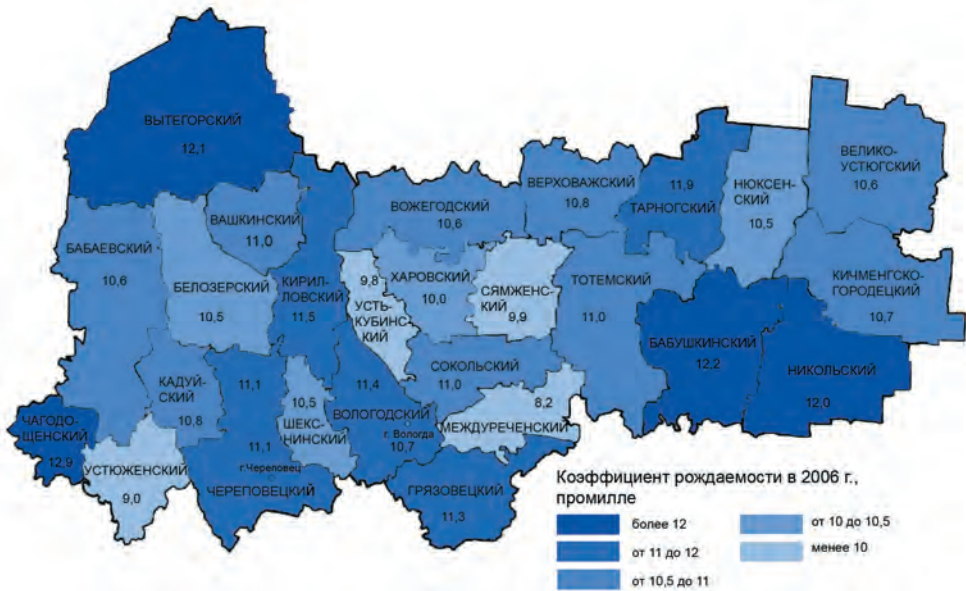 ВЫТЕГОРСКИЙ
12,1
ВЕЛИКО-
УСТЮГСКИЙ
10,6
ВЕРХОВАЖСКИЙ
10,8
11,9
ТАРНОГСКИЙ
НЮКСЕН-
СКИЙ
10,5
ВАШКИНСКИЙ
11,0
ВОЖЕГОДСКИЙ
10,6
БАБАЕВСКИЙ
10,6
БЕЛОЗЕРСКИЙ
10,5
КИРИЛ-
ЛОВСКИЙ
11,5
9,8
УСТЬ-
КУБИНСКИЙ
ХАРОВСКИЙ
10,0
СЯМЖЕН-
СКИЙ
9,9
ТОТЕМСКИЙ
11,0
КИЧМЕНГСКО-
ГОРОДЕЦКИЙ
10,7
БАБУШКИНСКИЙ
12,2
НИКОЛЬСКИЙ
12,0
КАДУЙ-
СКИЙ
10,8
11,1
10,5
ШЕКС-
НИНСКИЙ
11,4
ВОЛОГОДСКИЙ
г. Вологда
10,7
СОКОЛЬСКИЙ
11,0
8,2
МЕЖДУРЕЧЕНСКИЙ
ЧАГОДО-
ЩЕНСКИЙ
12,9
УСТЮЖЕНСКИЙ
9,0
11,1
г.Череповец
ЧЕРЕПОВЕЦКИЙ
ГРЯЗОВЕЦКИЙ
11,3
Коэффициент рождаемости в 2006 г.,
промилле
более 12
от 11 до 12
от 10,5 до 11
от 10 до 10,5
менее 10